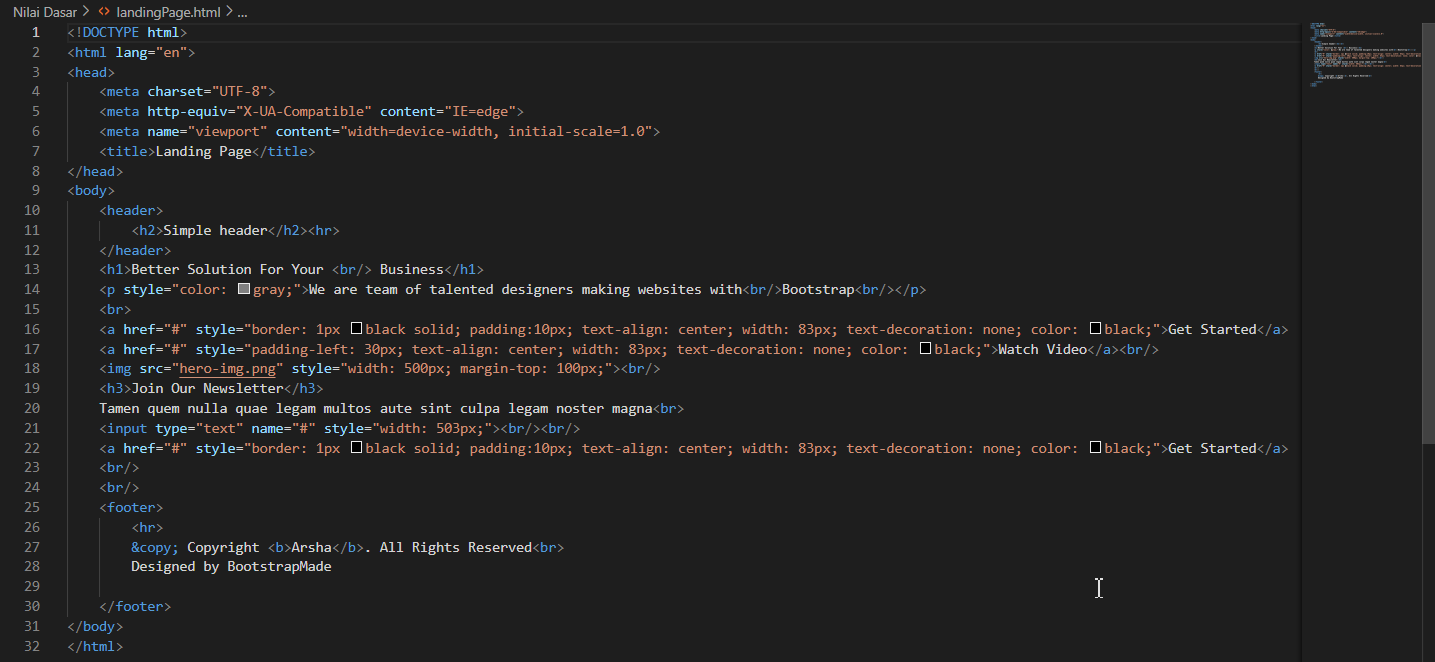 Nilai Dasar > <> landingPage.html > ...
1 <!DOCTYPE html>
2 <html lang="en">
3 <head>
4     <meta charset="UTF-8">
5     <meta http-equiv="X-UA-Compatible" content="IE=edge">
6     <meta name="viewport" content="width=device-width, initial-scale=1.0">
7     <title>Landing Page</title>
8 </head>
9 <body>
10     <header>
11         <h2>Simple header</h2><hr>
12     </header>
13     <h1>Better Solution For Your <br/> Business</h1>
14     <p style="color: gray;">We are team of talented designers making websites with<br/>Bootstrap<br/></p>
15     <br>
16     <a href="#" style="border: 1px black solid; padding:10px; text-align: center; width: 83px; text-decoration: none; color: black;">Get Started</a>
17     <a href="#" style="padding-left: 30px; text-align: center; width: 83px; text-decoration: none; color: black;">Watch Video</a><br/>
18     <img src="hero-img.png" style="width: 500px; margin-top: 100px;"><br/>
19     <h3>Join Our Newsletter</h3>
20     Tamen quem nulla quae legam multos aute sint culpa legam noster magna<br>
21     <input type="text" name="#" style="width: 503px;"><br/><br/>
22     <a href="#" style="border: 1px black solid; padding:10px; text-align: center; width: 83px; text-decoration: none; color: black;">Get Started</a>
23     <br/>
24     <br/>
25     <footer>
26         <hr>
27         &copy; Copyright <b>Arsha</b>. All Rights Reserved<br>
28         Designed by BootstrapMade
29
30     </footer>
31 </body>
32 </html>